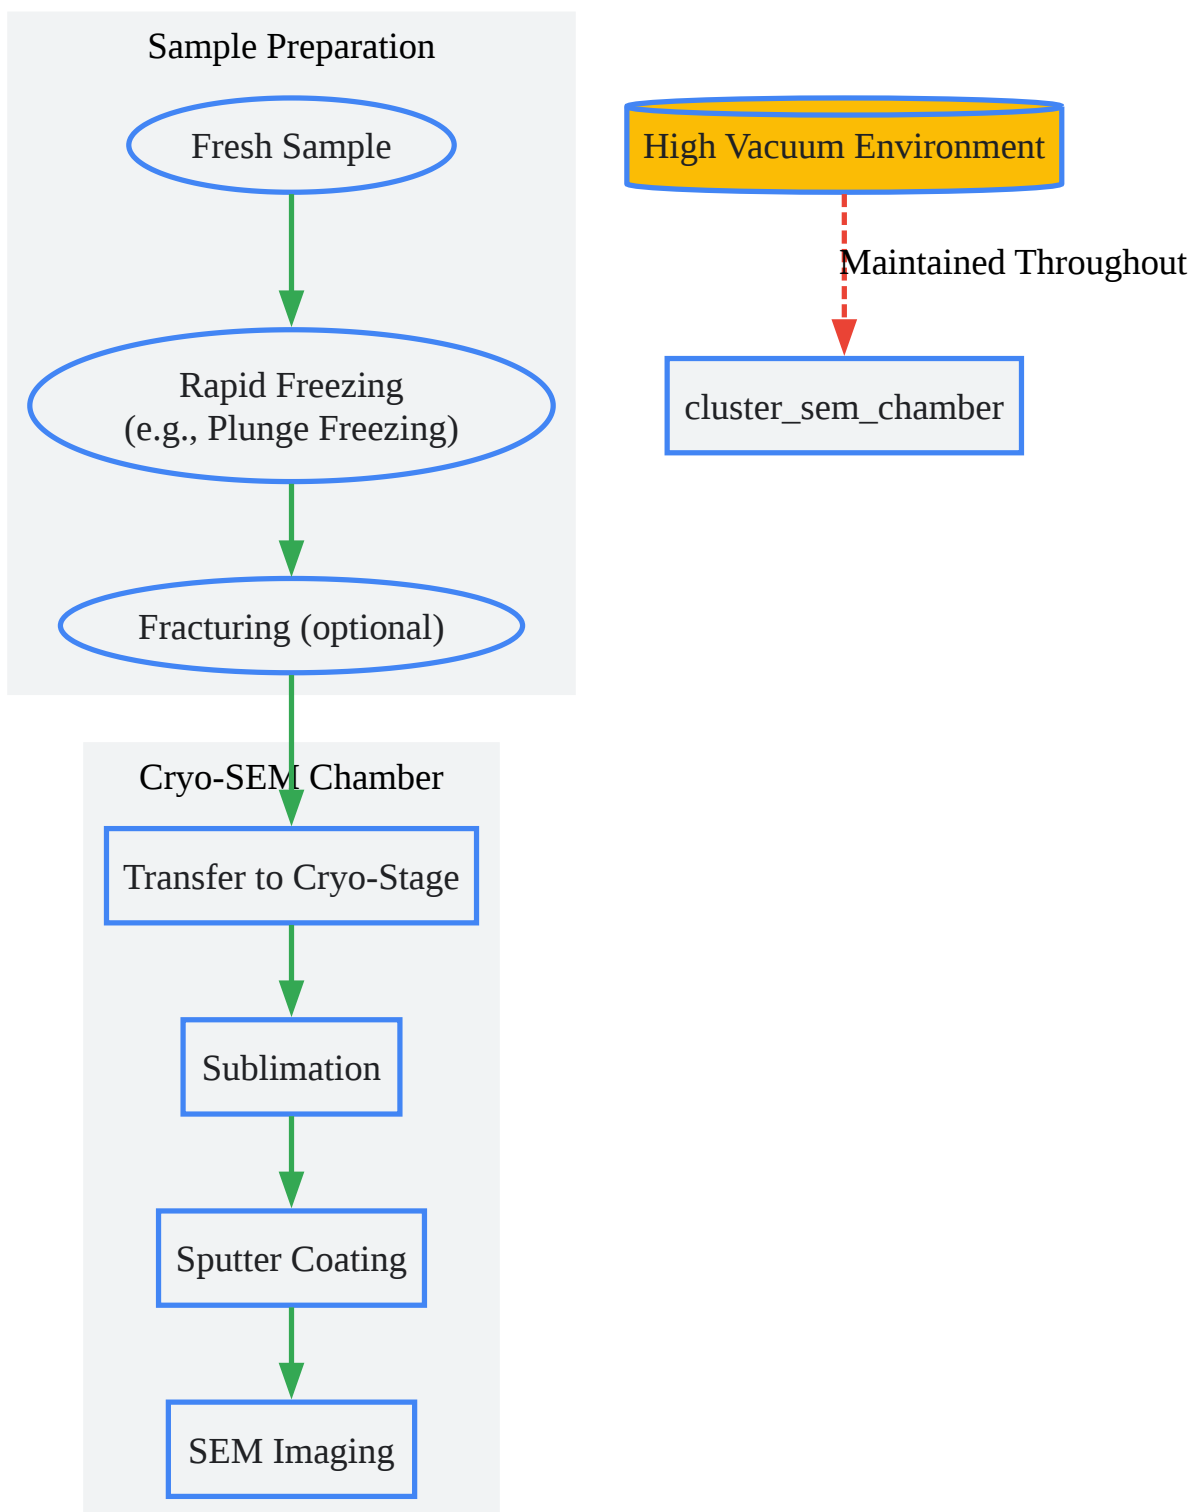 Sample Preparation
Fresh Sample
High Vacuum Environment
Maintained Throughout
Rapid Freezing
(e.g., Plunge Freezing)
cluster_sem_chamber
Fracturing (optional)
Cryo-SEM Chamber
Transfer to Cryo-Stage
Sublimation
Sputter Coating
SEM Imaging